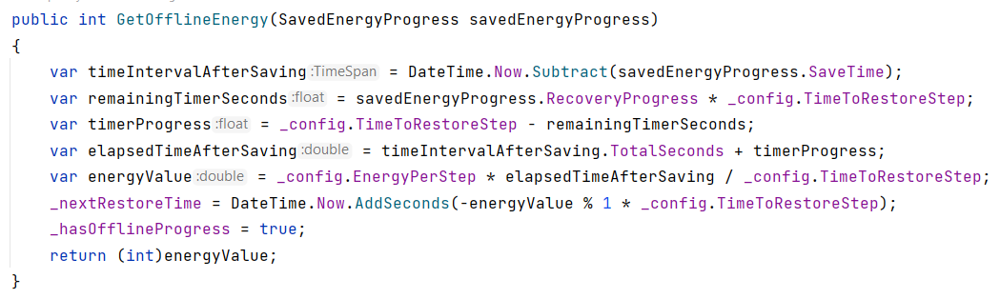 public int GetOfflineEnergy(SavedEnergyProgress savedEnergyProgress)
{
    var timeIntervalAfterSaving :TimeSpan = DateTime.Now.Subtract(savedEnergyProgress.SaveTime);
    var remainingTimerSeconds :float = savedEnergyProgress.RecoveryProgress * _config.TimeToRestoreStep;
    var timerProgress :float = _config.TimeToRestoreStep - remainingTimerSeconds;
    var elapsedTimeAfterSaving :double = timeIntervalAfterSaving.TotalSeconds + timerProgress;
    var energyValue :double = _config.EnergyPerStep * elapsedTimeAfterSaving / _config.TimeToRestoreStep;
    _nextRestoreTime = DateTime.Now.AddSeconds(-energyValue % 1 * _config.TimeToRestoreStep);
    _hasOfflineProgress = true;
    return (int)energyValue;
}